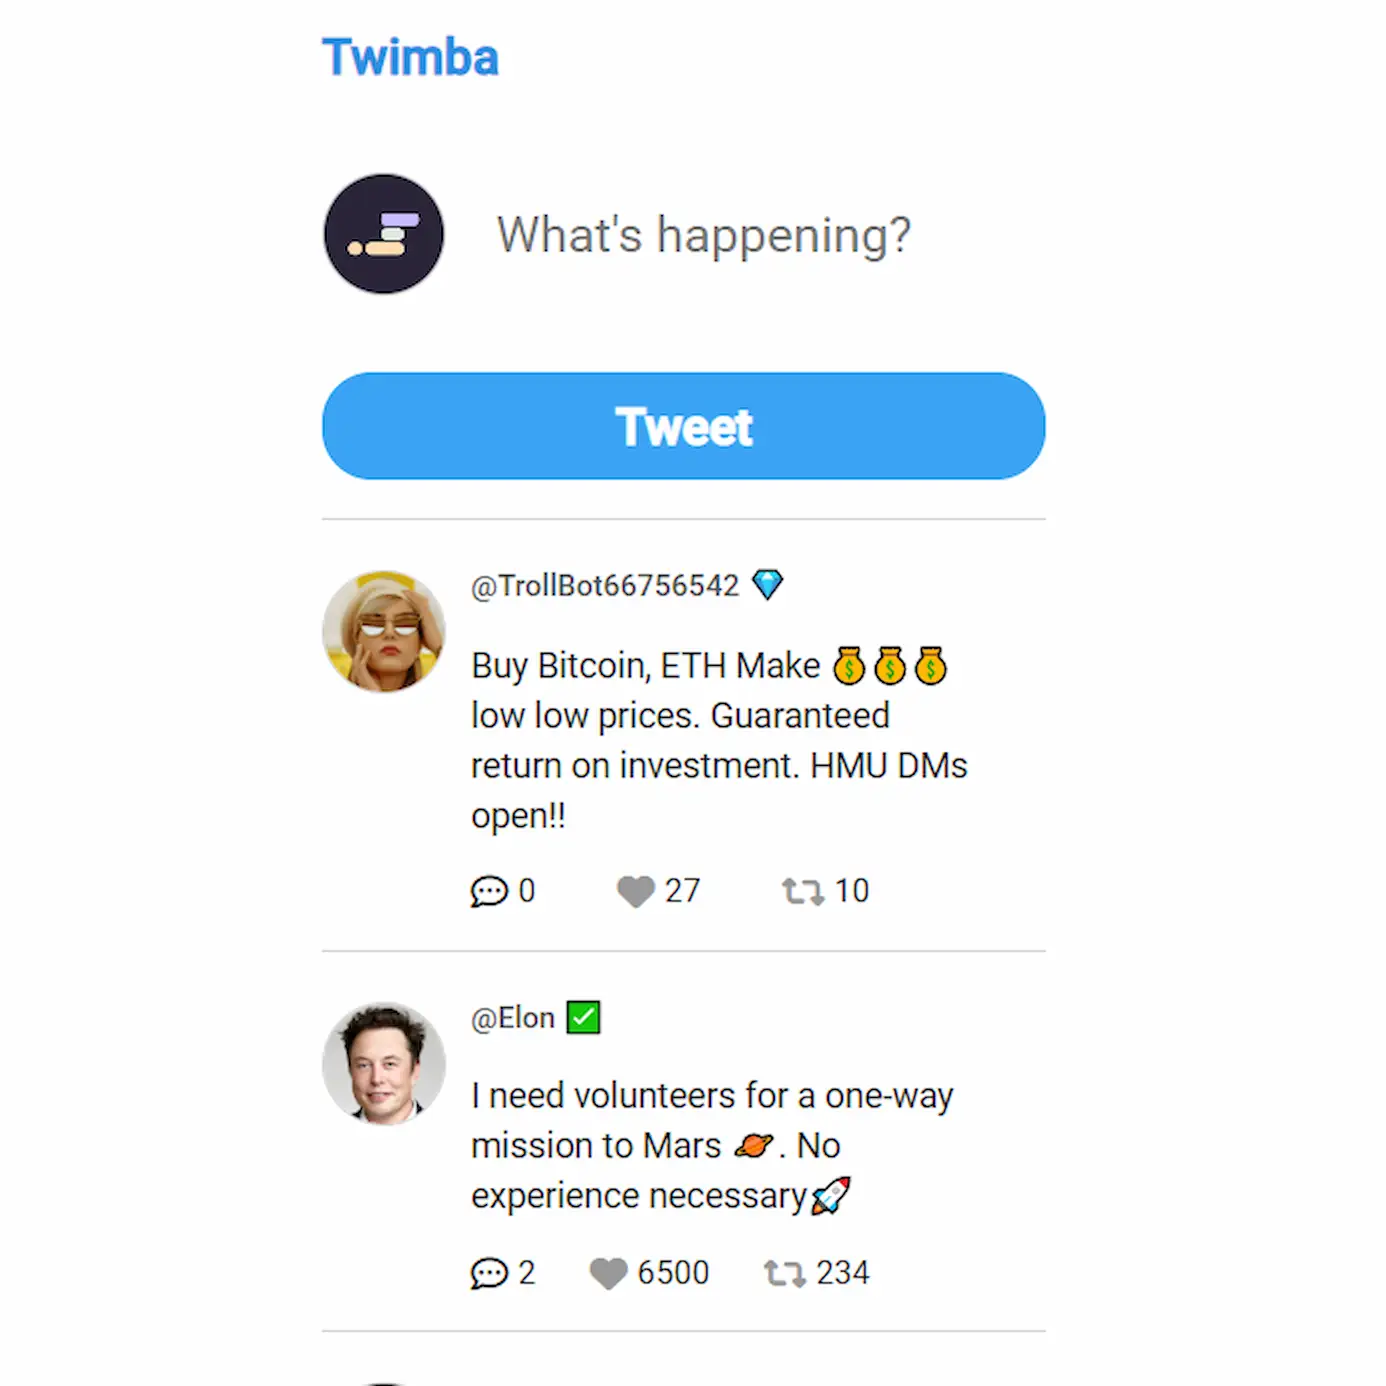 Twimba
What's happening?
Tweet
@TrollBot66756542 💎
Buy Bitcoin, ETH Make 💰💰💰
low low prices. Guaranteed
return on investment. HMU DMs
open!!
0 27 10
@Elon ✅
I need volunteers for a one-way
mission to Mars 🪐. No
experience necessary🚀
2 6500 234